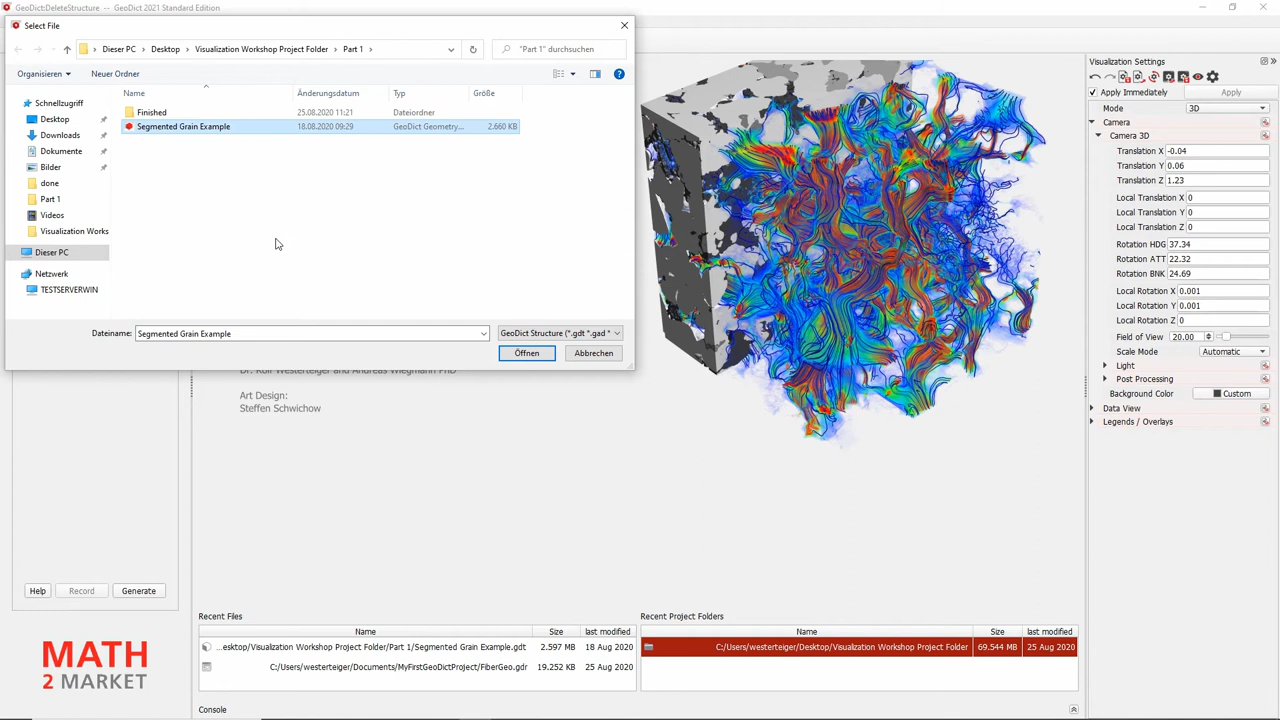 GeoDict:DeleteStructure - GeoDict 2021 Standard Edition
Select File
Dieser PC > Desktop > Visualization Workshop Project Folder > Part 1 >
"Part 1" durchsuchen
Organisieren
Neuer Ordner
Name Änderungsdatum Typ Größe
Finished 25.08.2020 11:21 Dateiordner
Segmented Grain Example 18.08.2020 09:29 GeoDict Geometry... 2.660 KB
Schnellzugriff
Desktop
Downloads
Dokumente
Bilder
done
Part 1
Videos
Visualization Works
Dieser PC
Netzwerk
TESTSERVERWIN
Dateiname: Segmented Grain Example
GeoDict Structure (*.gdt *.gad *
Öffnen
Abbrechen
Art Design:
Steffen Schwichow
Help
Record
Generate
MATH
2 MARKET
Recent Files
Name Size last modified
...esktop/Visualization Workshop Project Folder/Part 1/Segmented Grain Example.gdt 2.597 MB 18 Aug 2020
C:/Users/westerteiger/Documents/MyFirstGeoDictProject/FiberGeo.gdr 19.252 KB 25 Aug 2020
Recent Project Folders
Name Size last modified
C:/Users/westerteiger/Desktop/Visualization Workshop Project Folder 69.544 MB 25 Aug 2020
Console
Visualization Settings
Apply Immediately
Apply
Mode 3D
Camera
Camera 3D
Translation X -0.04
Translation Y 0.06
Translation Z 1.23
Local Translation X 0
Local Translation Y 0
Local Translation Z 0
Rotation HDG 37.34
Rotation ATT 22.32
Rotation BNK 24.69
Local Rotation X 0.001
Local Rotation Y 0.001
Local Rotation Z 0
Field of View 20.00
Scale Mode Automatic
Light
Post Processing
Background Color Custom
Data View
Legends / Overlays